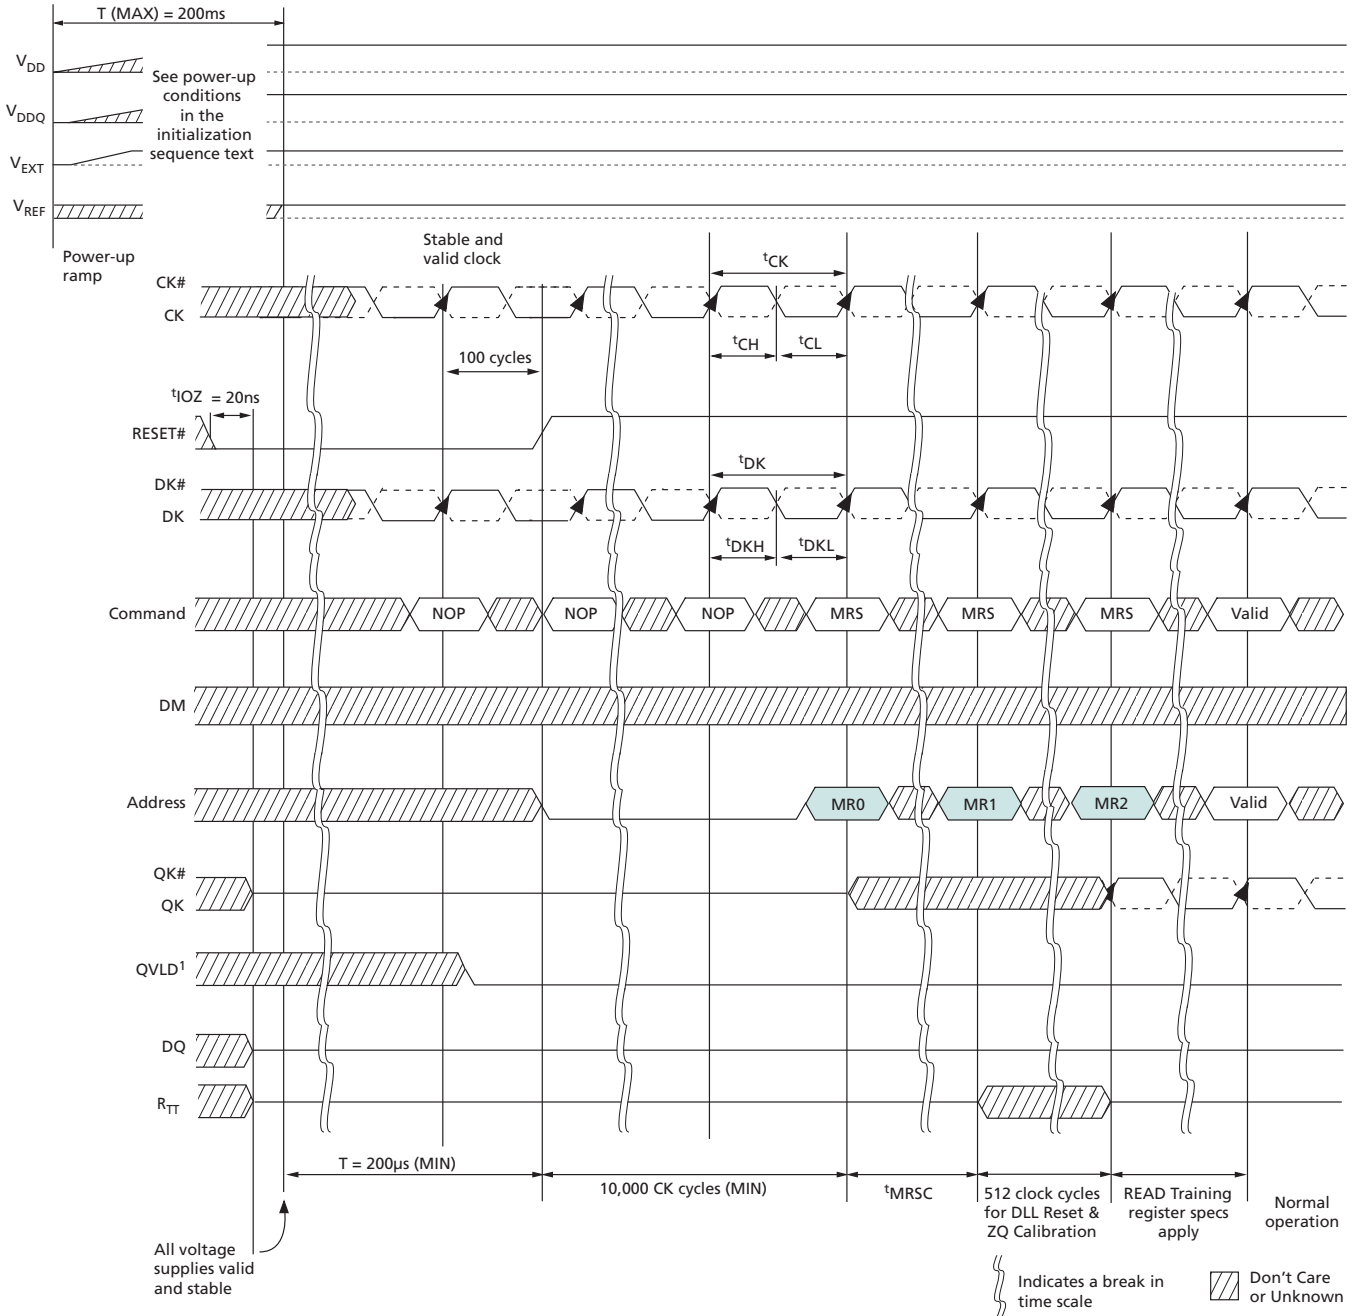 T (MAX) = 200ms
VDD
See power-up
conditions
in the
initialization
sequence text
VDDQ
VEXT
VREF
Power-up
ramp
Stable and
valid clock
tCK
CK#
CK
tCH
tCL
100 cycles
tIOZ = 20ns
RESET#
tDK
DK#
DK
tDKH
tDKL
Command
NOP
NOP
NOP
MRS
MRS
MRS
Valid
DM
Address
MR0
MR1
MR2
Valid
QK#
QK
QVLD1
DQ
RTT
T = 200µs (MIN)
10,000 CK cycles (MIN)
tMRSC
512 clock cycles
for DLL Reset &
ZQ Calibration
READ Training
register specs
apply
Normal
operation
All voltage
supplies valid
and stable
Indicates a break in
time scale
Don't Care
or Unknown